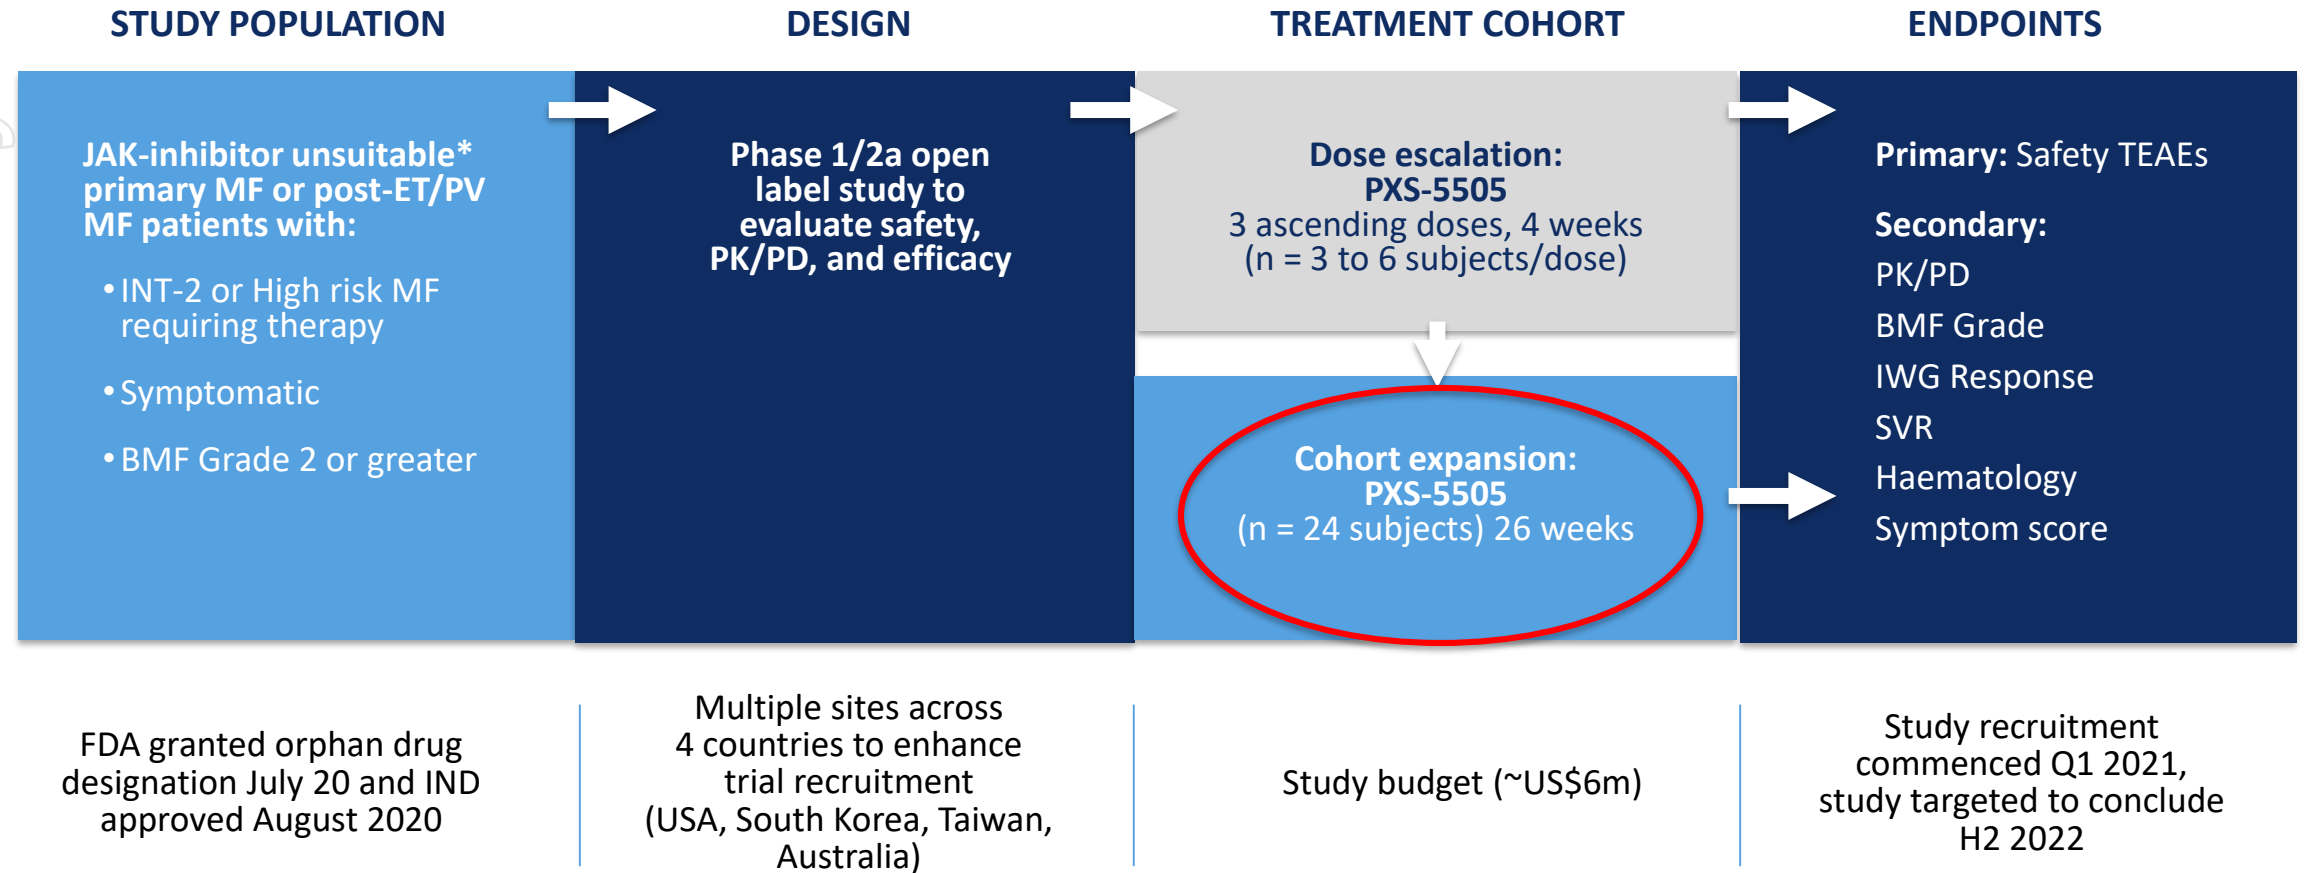 STUDY POPULATION
DESIGN
TREATMENT COHORT
ENDPOINTS
JAK-inhibitor unsuitable*
primary MF or post-ET/PV
MF patients with:
• INT-2 or High risk MF
requiring therapy
• Symptomatic
• BMF Grade 2 or greater
Phase 1/2a open
label study to
evaluate safety,
PK/PD, and efficacy
Dose escalation:
PXS-5505
3 ascending doses, 4 weeks
(n = 3 to 6 subjects/dose)
Cohort expansion:
PXS-5505
(n = 24 subjects) 26 weeks
Primary: Safety TEAEs
Secondary:
PK/PD
BMF Grade
IWG Response
SVR
Haematology
Symptom score
FDA granted orphan drug
designation July 20 and IND
approved August 2020
Multiple sites across
4 countries to enhance
trial recruitment
(USA, South Korea, Taiwan,
Australia)
Study budget (~US$6m)
Study recruitment
commenced Q1 2021,
study targeted to conclude
H2 2022